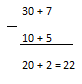 30 + 7
–
10 + 5
20 + 2 = 22